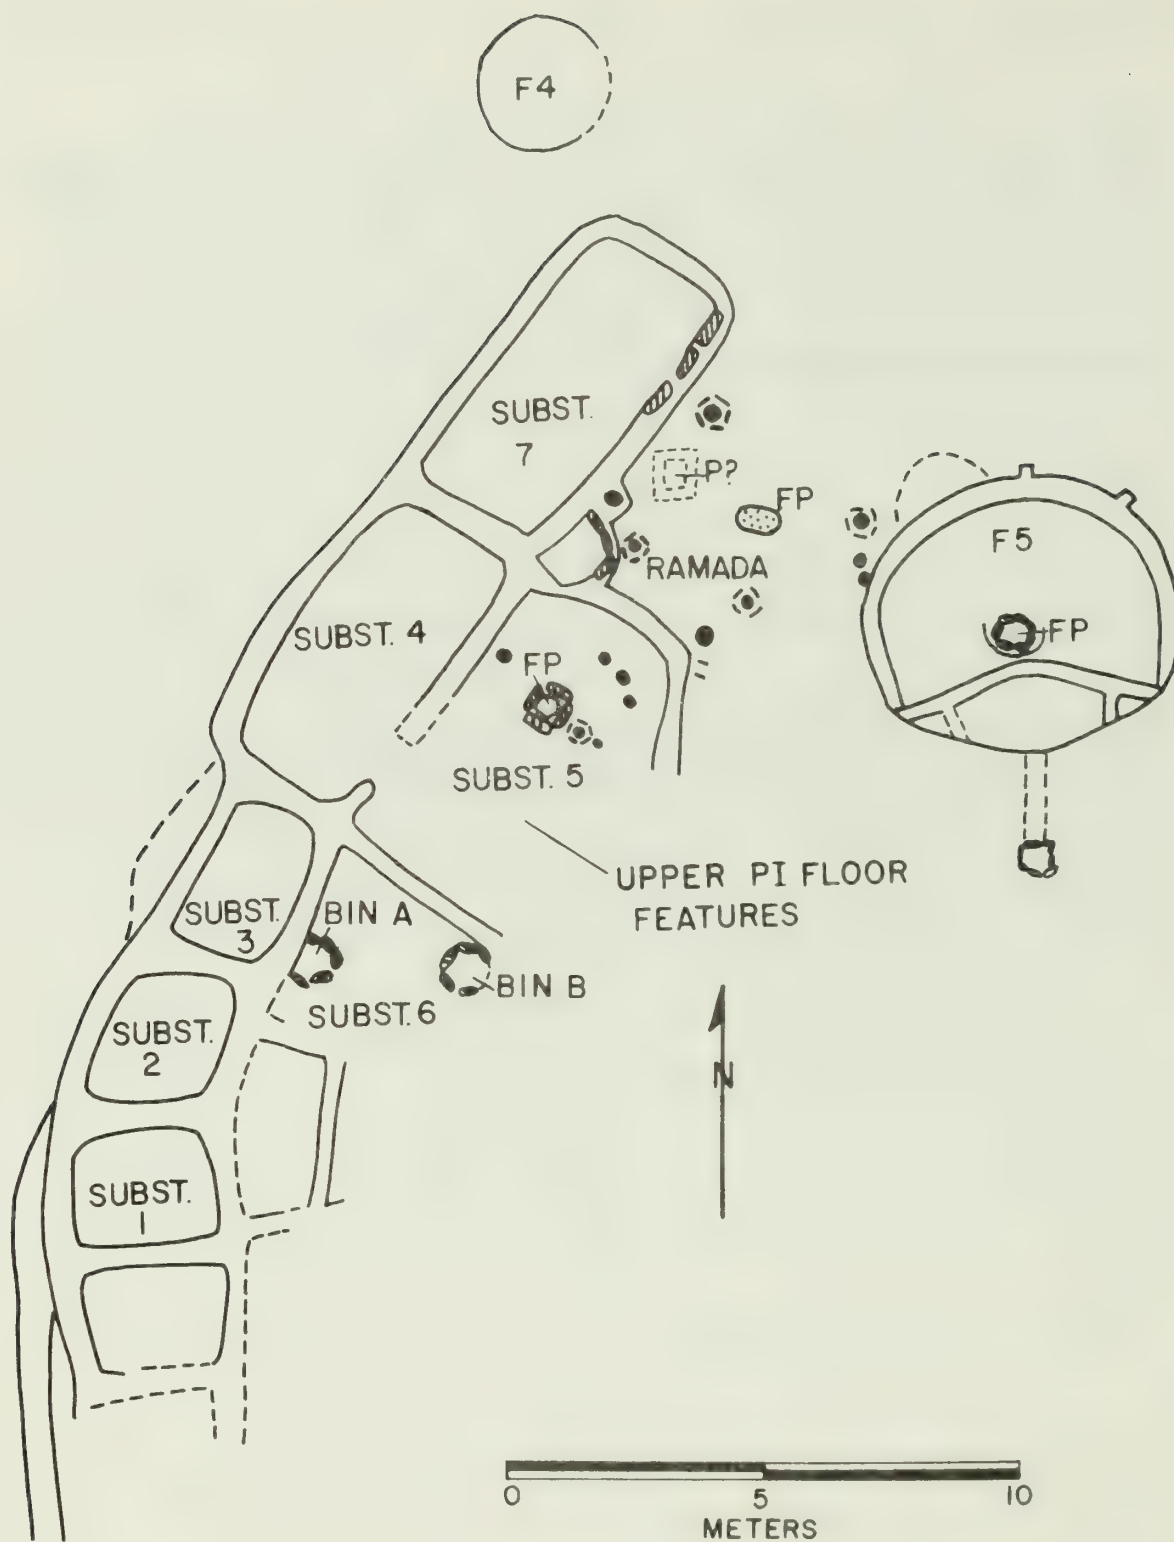 F4
SUBST.
7
P?
FP
F5
RAMADA
SUBST. 4
FP
FP
SUBST. 5
UPPER PI FLOOR
FEATURES
SUBST.
3
BIN A
BIN B
SUBST. 6
SUBST.
2
N
SUBST.
1
0 5 10
METERS